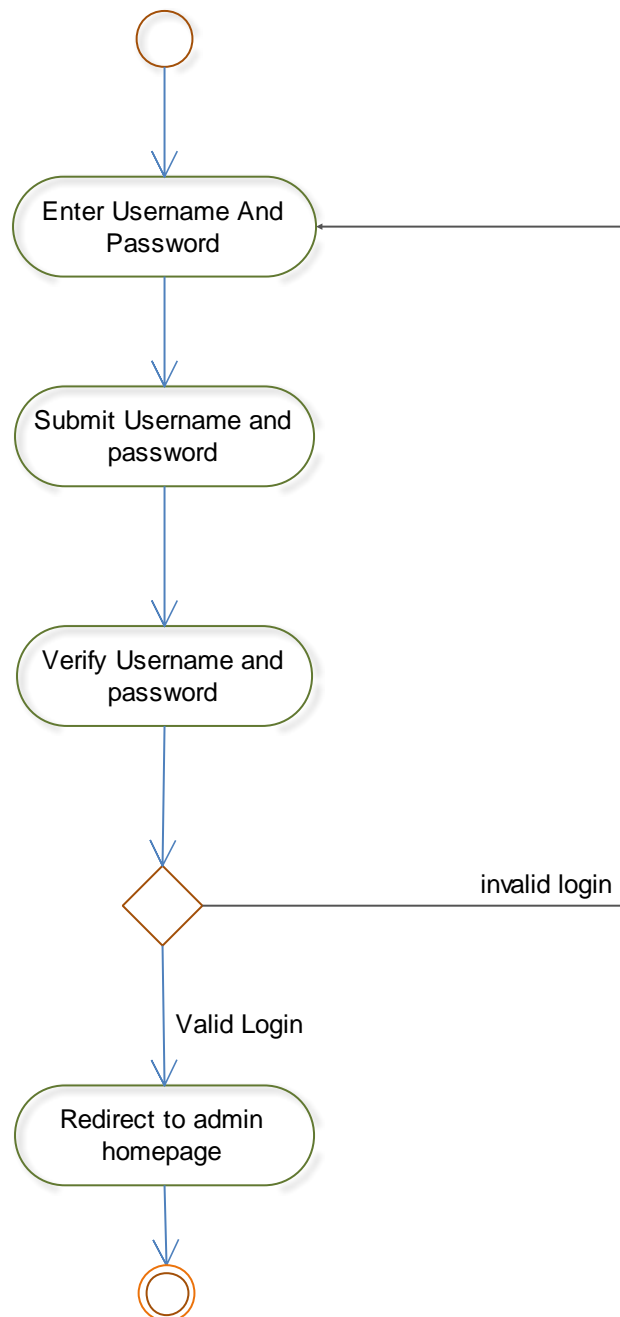 Enter Username And
Password
Submit Username and
password
Verify Username and
password
invalid login
Valid Login
Redirect to admin
homepage